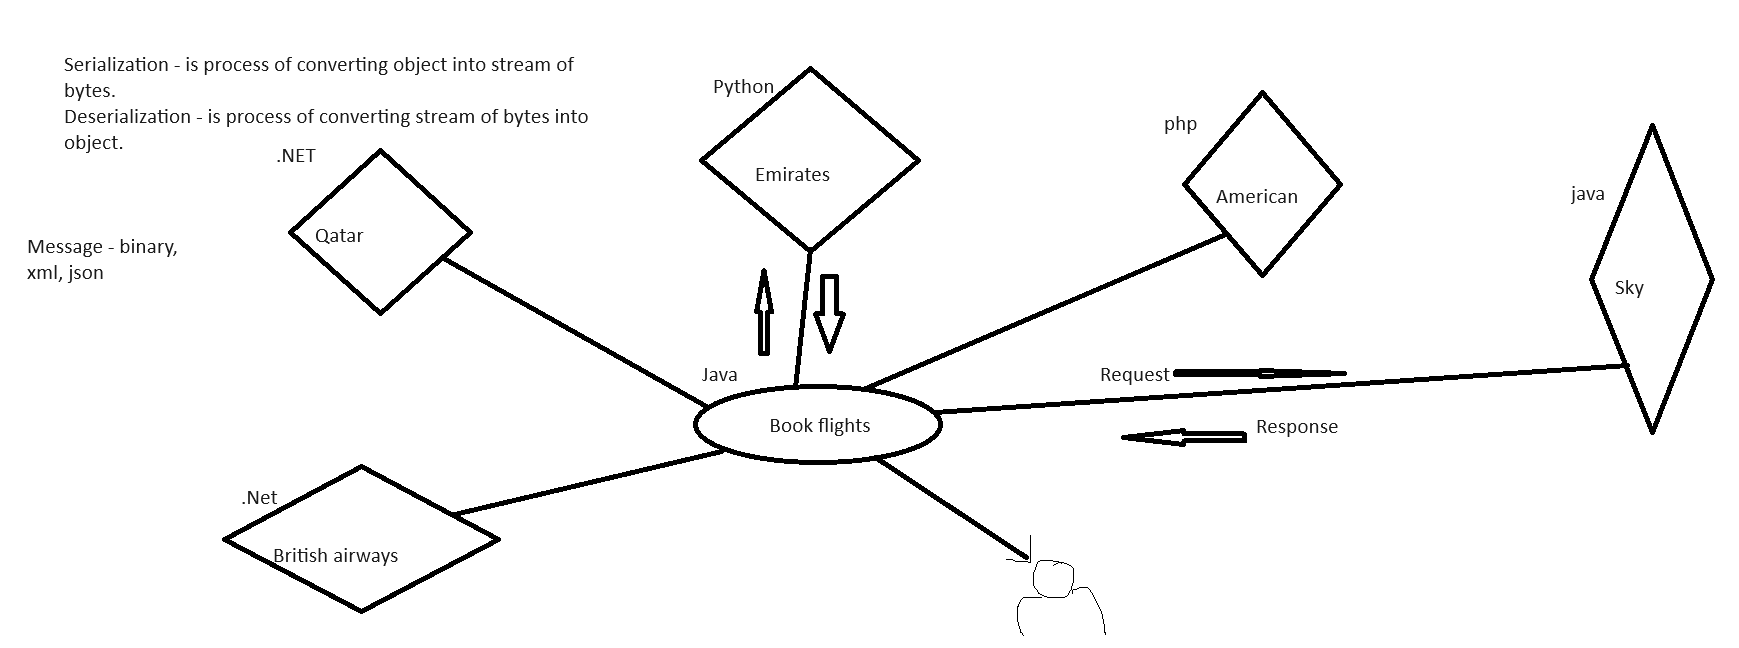 Serialization - is process of converting object into stream of
bytes.
Deserialization - is process of converting stream of bytes into
object.
.NET
Python
php
java
Emirates
American
Qatar
Message - binary,
xml, json
Sky
Java
Request
Book flights
Response
.Net
British airways